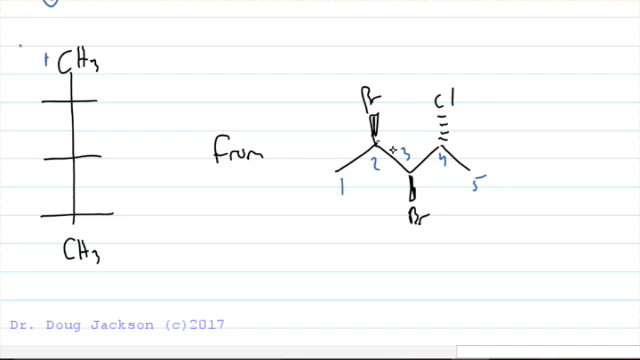 1 CH3
CH3
From
Br
Cl
1 2 3 4 5
Br
Dr. Doug Jackson (c)2017